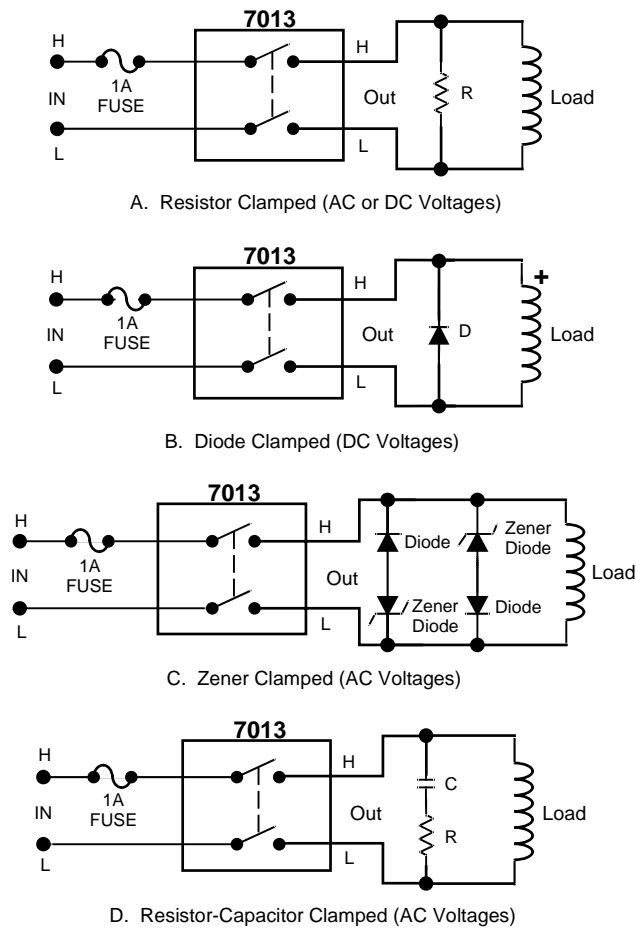 7013
H
H
1A
FUSE
IN
Out
R
Load
L
L
A. Resistor Clamped (AC or DC Voltages)
7013
H
H
+
1A
FUSE
IN
Out
D
Load
L
L
B. Diode Clamped (DC Voltages)
7013
H
H
Diode
Zener
Diode
1A
FUSE
IN
Out
Load
Zener
Diode
Diode
L
L
C. Zener Clamped (AC Voltages)
7013
H
H
C
1A
FUSE
IN
Out
Load
R
L
L
D. Resistor-Capacitor Clamped (AC Voltages)